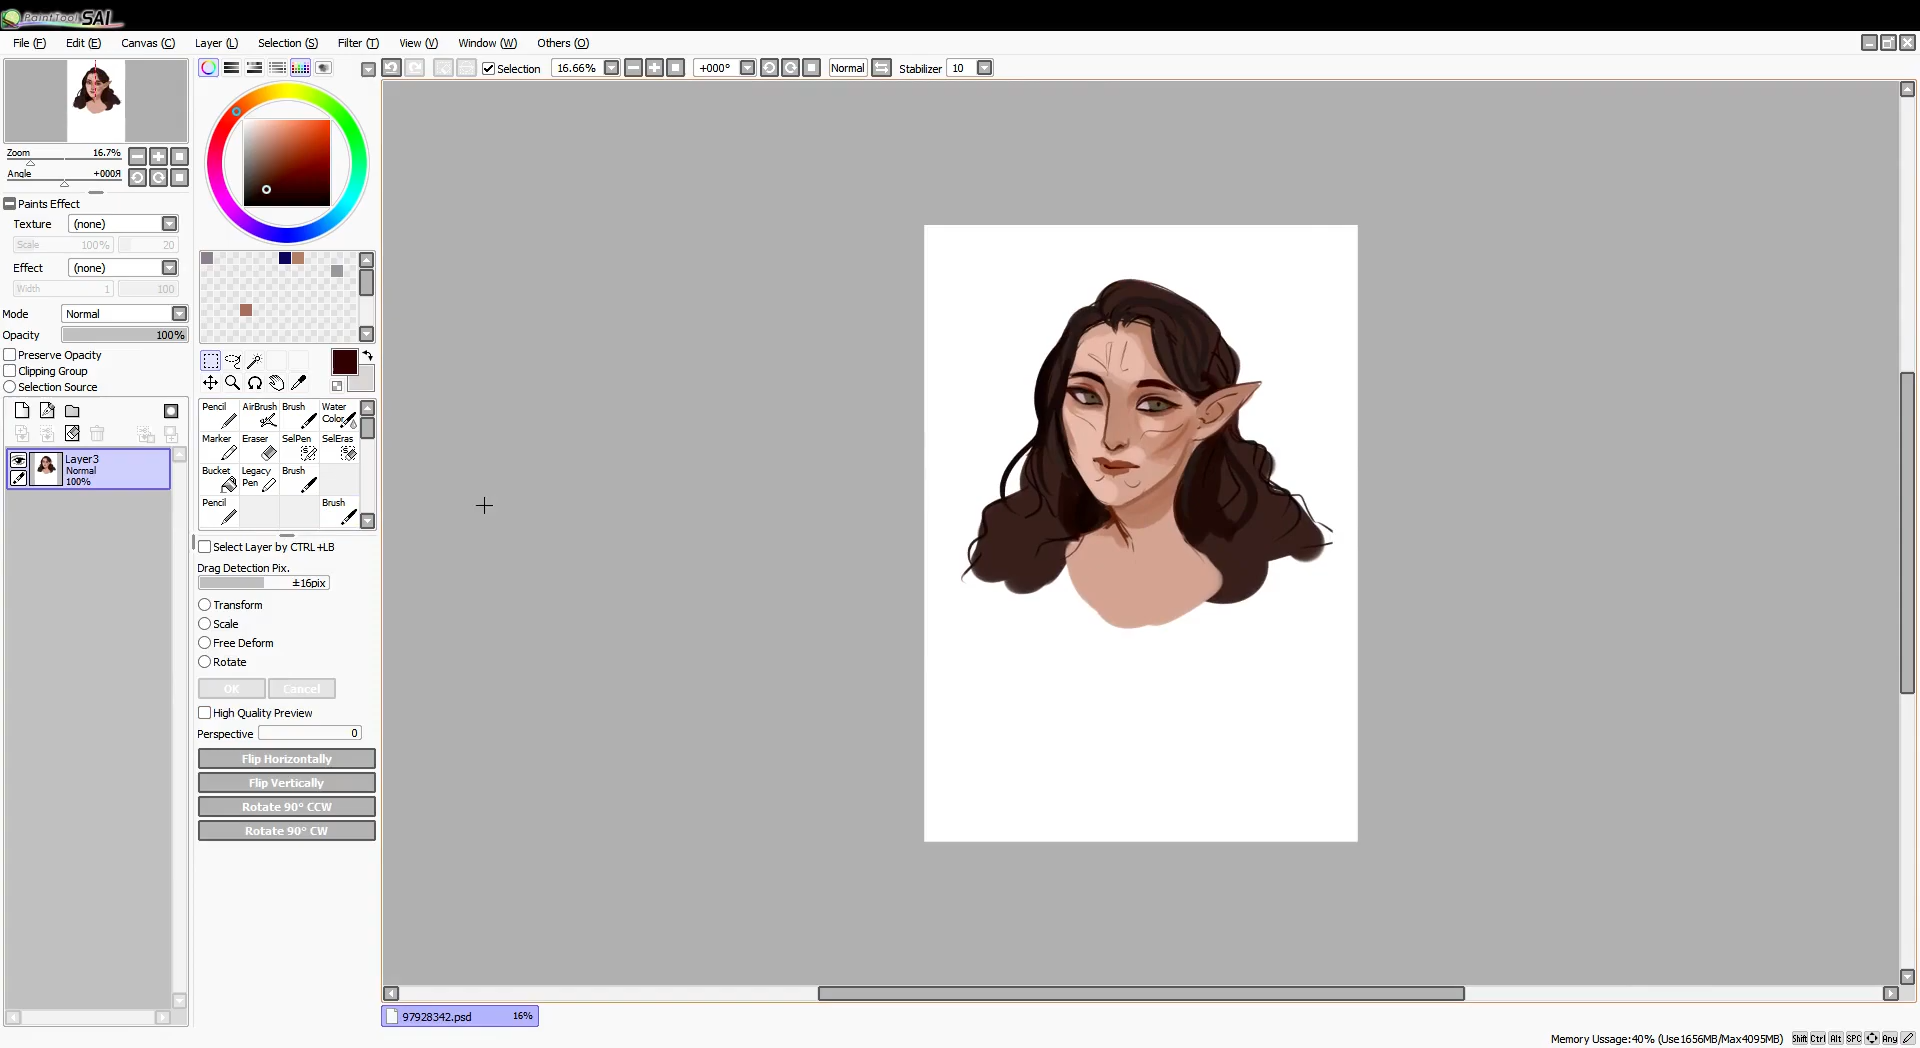 PaintTool SAI
File (F) Edit (E) Canvas (C) Layer (L) Selection (S) Filter (T) View (V) Window (W) Others (O)
Selection 16.66% +000° Normal Stabilizer 10
Zoom 16.7%
Angle +000Я
Paints Effect
Texture (none)
Scale 100% 20
Effect (none)
Width 1 100
Mode Normal
Opacity 100%
Preserve Opacity
Clipping Group
Selection Source
Layer3
Normal
100%
Pencil AirBrush Brush Water Color
Marker Eraser SelPen SelEras
Bucket Legacy Pen Brush
Pencil Brush
Select Layer by CTRL+LB
Drag Detection Pix.
±16pix
Transform
Scale
Free Deform
Rotate
OK Cancel
High Quality Preview
Perspective 0
Flip Horizontally
Flip Vertically
Rotate 90° CCW
Rotate 90° CW
97928342.psd 16%
Memory Ussage:40% (Use1656MB/Max4095MB) Shift Ctrl Alt SPC Any